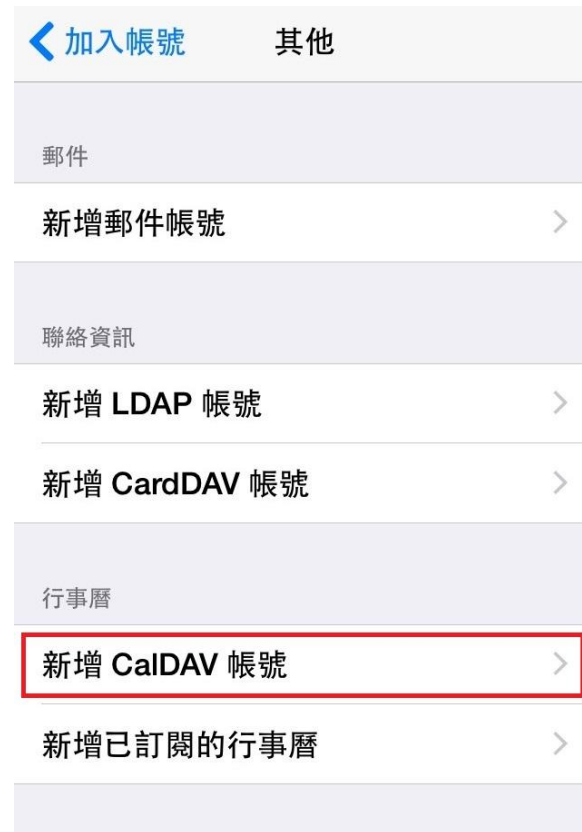 加入帳號 其他
郵件
新增郵件帳號
聯絡資訊
新增 LDAP 帳號
新增 CardDAV 帳號
行事曆
新增 CalDAV 帳號
新增已訂閱的行事曆